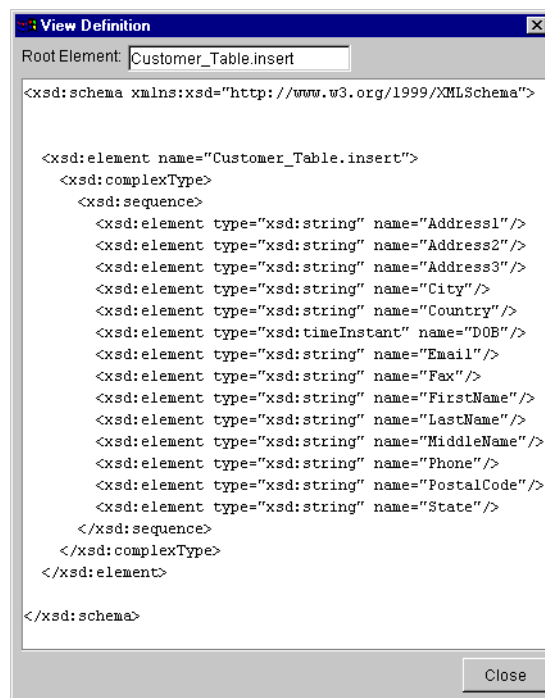 View Definition
Root Element: Customer_Table.insert
<xsd:schema xmlns:xsd="http://www.w3.org/1999/XMLSchema">
<xsd:element name="Customer_Table.insert">
<xsd:complexType>
<xsd:sequence>
<xsd:element type="xsd:string" name="Address1"/>
<xsd:element type="xsd:string" name="Address2"/>
<xsd:element type="xsd:string" name="Address3"/>
<xsd:element type="xsd:string" name="City"/>
<xsd:element type="xsd:string" name="Country"/>
<xsd:element type="xsd:timeInstant" name="DOB"/>
<xsd:element type="xsd:string" name="Email"/>
<xsd:element type="xsd:string" name="Fax"/>
<xsd:element type="xsd:string" name="FirstName"/>
<xsd:element type="xsd:string" name="LastName"/>
<xsd:element type="xsd:string" name="MiddleName"/>
<xsd:element type="xsd:string" name="Phone"/>
<xsd:element type="xsd:string" name="PostalCode"/>
<xsd:element type="xsd:string" name="State"/>
</xsd:sequence>
</xsd:complexType>
</xsd:element>
</xsd:schema>
Close